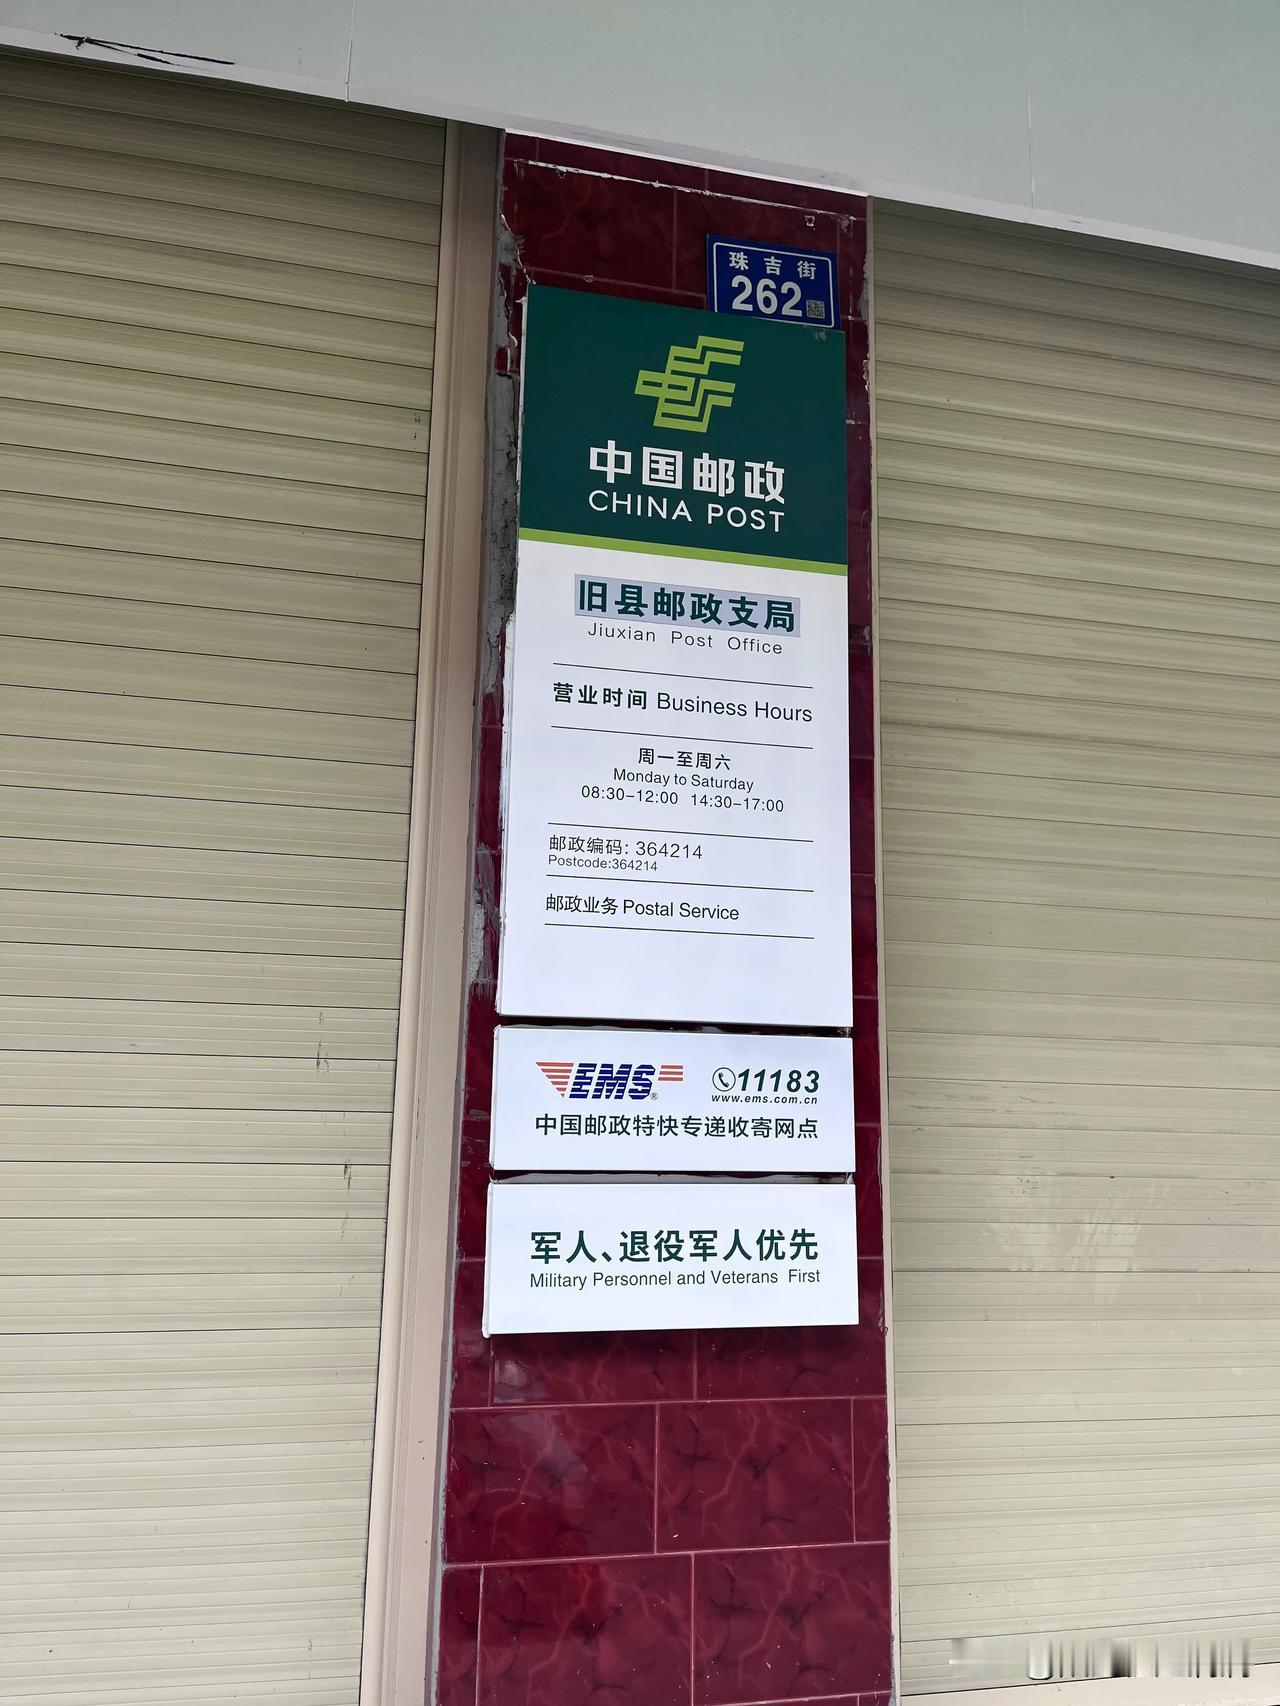 珠吉街
262
中国邮政
CHINA POST
旧县邮政支局
Jiuxian Post Office
营业时间 Business Hours
周一至周六
Monday to Saturday
08:30-12:00 14:30-17:00
邮政编码: 364214
Postcode:364214
邮政业务 Postal Service
EMS® 11183
www.ems.com.cn
中国邮政特快专递收寄网点
军人、退役军人优先
Military Personnel and Veterans First